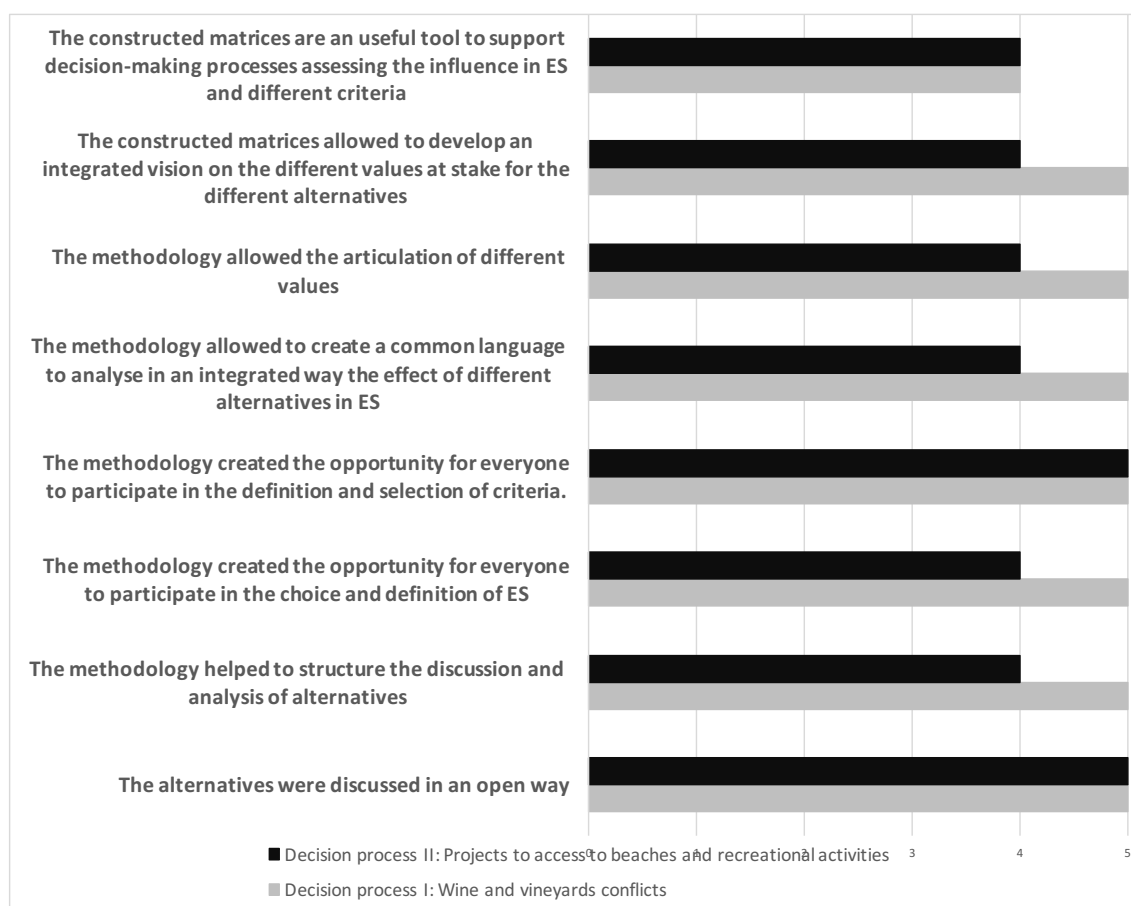 The constructed matrices are an useful tool to support
decision-making processes assessing the influence in ES
and different criteria
The constructed matrices allowed to develop an
integrated vision on the different values at stake for the
different alternatives
The methodology allowed the articulation of different
values
The methodology allowed to create a common language
to analyse in an integrated way the effect of different
alternatives in ES
The methodology created the opportunity for everyone
to participate in the definition and selection of criteria.
The methodology created the opportunity for everyone
to participate in the choice and definition of ES
The methodology helped to structure the discussion and
analysis of alternatives
The alternatives were discussed in an open way
0 1 2 3 4 5
Decision process II: Projects to access to beaches and recreational activities
Decision process I: Wine and vineyards conflicts